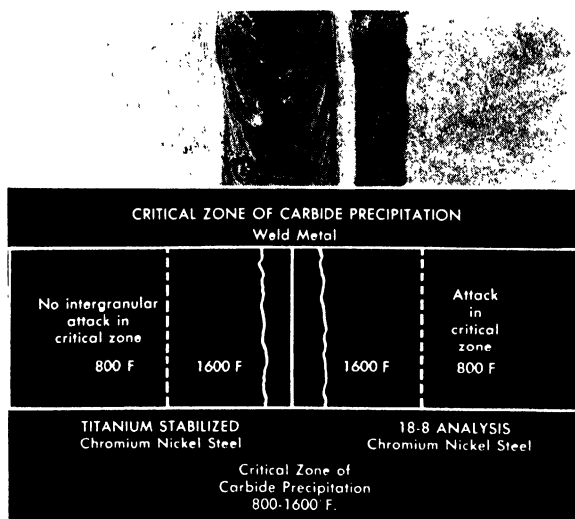 CRITICAL ZONE OF CARBIDE PRECIPITATION
Weld Metal
No intergranular
attack in
critical zone
800 F
1600 F
1600 F
Attack
in
critical
zone
800 F
TITANIUM STABILIZED
Chromium Nickel Steel
18-8 ANALYSIS
Chromium Nickel Steel
Critical Zone of
Carbide Precipitation
800-1600° F.